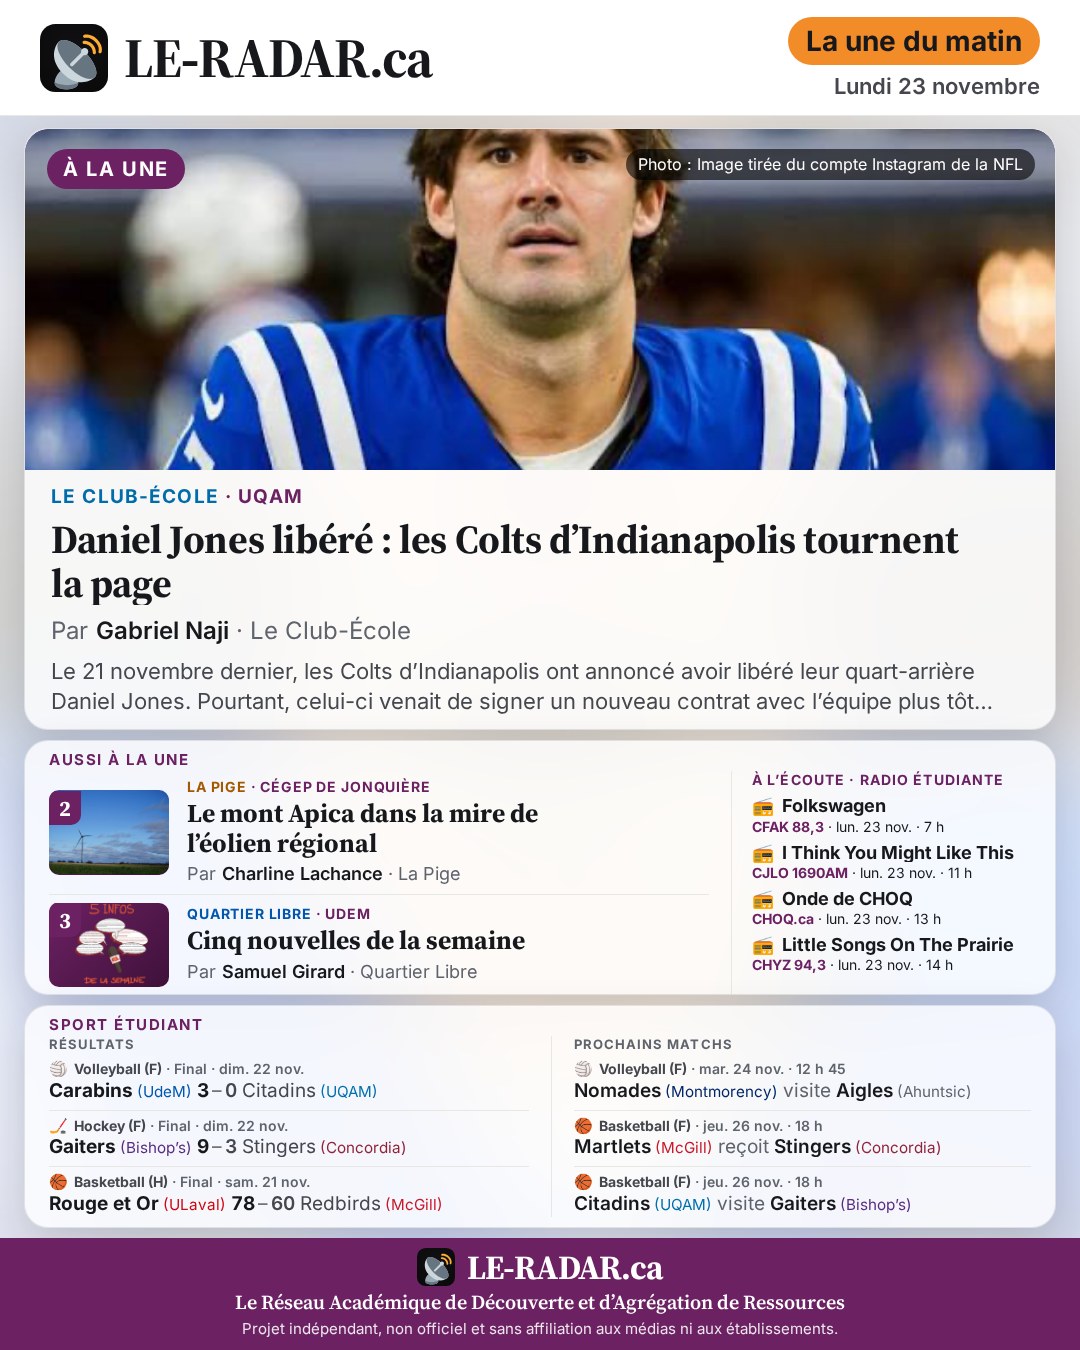 LE-RADAR.ca
La une du matin
Lundi 23 novembre
À LA UNE
Photo : Image tirée du compte Instagram de la NFL
LE CLUB-ÉCOLE · UQAM
Daniel Jones libéré : les Colts d’Indianapolis tournent
la page
Par Gabriel Naji · Le Club-École
Le 21 novembre dernier, les Colts d’Indianapolis ont annoncé avoir libéré leur quart-arrière
Daniel Jones. Pourtant, celui-ci venait de signer un nouveau contrat avec l’équipe plus tôt…
AUSSI À LA UNE
2
LA PIGE · CÉGEP DE JONQUIÈRE
Le mont Apica dans la mire de
l’éolien régional
Par Charline Lachance · La Pige
3
5 INFOS
DE LA SEMAINE
QUARTIER LIBRE · UDEM
Cinq nouvelles de la semaine
Par Samuel Girard · Quartier Libre
À L’ÉCOUTE · RADIO ÉTUDIANTE
Folkswagen
CFAK 88,3 · lun. 23 nov. · 7 h
I Think You Might Like This
CJLO 1690AM · lun. 23 nov. · 11 h
Onde de CHOQ
CHOQ.ca · lun. 23 nov. · 13 h
Little Songs On The Prairie
CHYZ 94,3 · lun. 23 nov. · 14 h
SPORT ÉTUDIANT
RÉSULTATS
Volleyball (F) · Final · dim. 22 nov.
Carabins (UdeM) 3 – 0 Citadins (UQAM)
Hockey (F) · Final · dim. 22 nov.
Gaiters (Bishop’s) 9 – 3 Stingers (Concordia)
Basketball (H) · Final · sam. 21 nov.
Rouge et Or (ULaval) 78 – 60 Redbirds (McGill)
PROCHAINS MATCHS
Volleyball (F) · mar. 24 nov. · 12 h 45
Nomades (Montmorency) visite Aigles (Ahuntsic)
Basketball (F) · jeu. 26 nov. · 18 h
Martlets (McGill) reçoit Stingers (Concordia)
Basketball (F) · jeu. 26 nov. · 18 h
Citadins (UQAM) visite Gaiters (Bishop’s)
LE-RADAR.ca
Le Réseau Académique de Découverte et d’Agrégation de Ressources
Projet indépendant, non officiel et sans affiliation aux médias ni aux établissements.